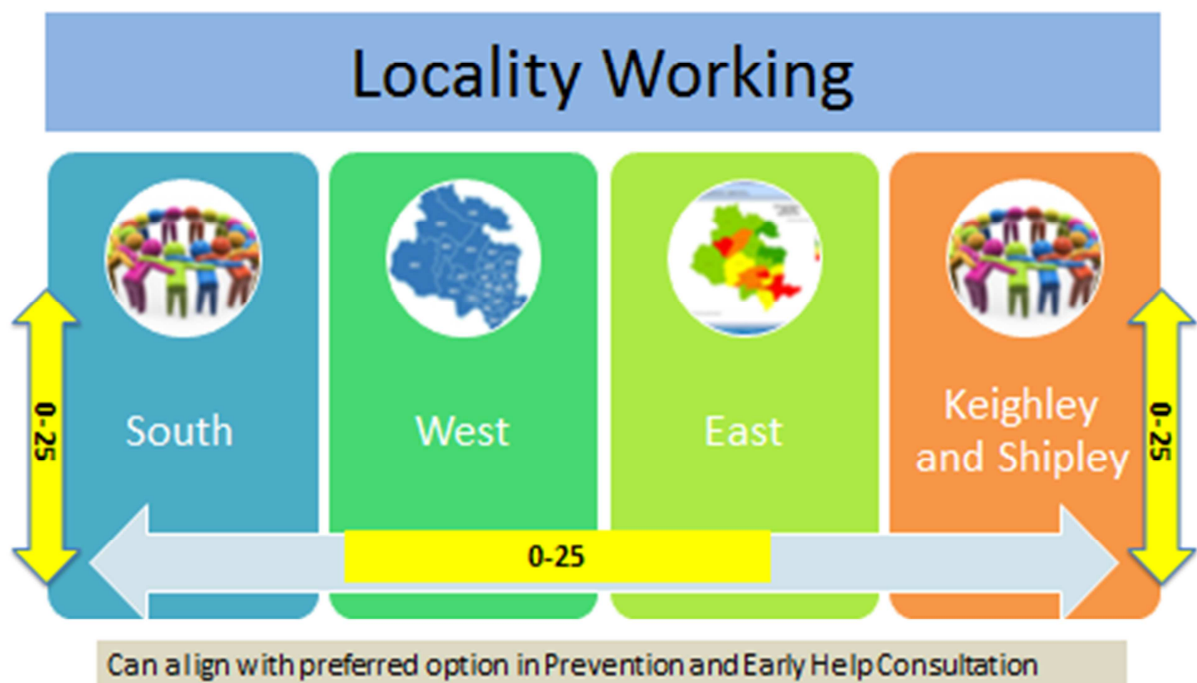 Locality Working
South
West
East
Keighley
and Shipley
0-25
0-25
0-25
Can align with preferred option in Prevention and Early Help Consultation